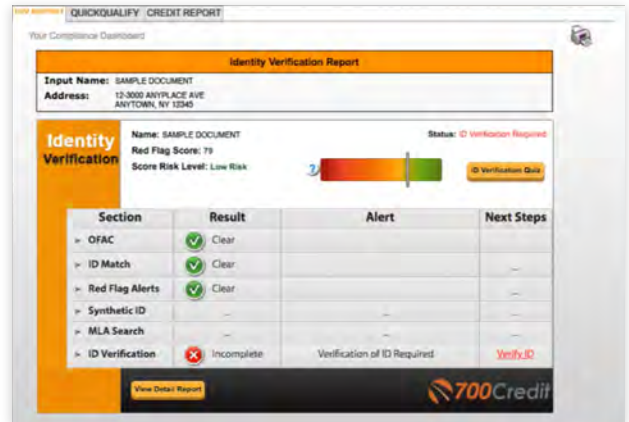 QUICKQUALIFY CREDIT REPORT
Your Compliance Dashboard
Identity Verification Report
Input Name: SAMPLE DOCUMENT
Address: 12-3000 ANYPLACE AVE
ANYTOWN, NY 12345
Identity
Verification
Name: SAMPLE DOCUMENT
Status: ID Verification Required
Red Flag Score: 79
Score Risk Level: Low Risk
ID Verification Quiz
Section Result Alert Next Steps
OFAC Clear
ID Match Clear --
Red Flag Alerts Clear --
Synthetic ID -- -- --
MLA Search -- -- --
ID Verification Incomplete Verification of ID Required Verify ID
View Detail Report
700Credit